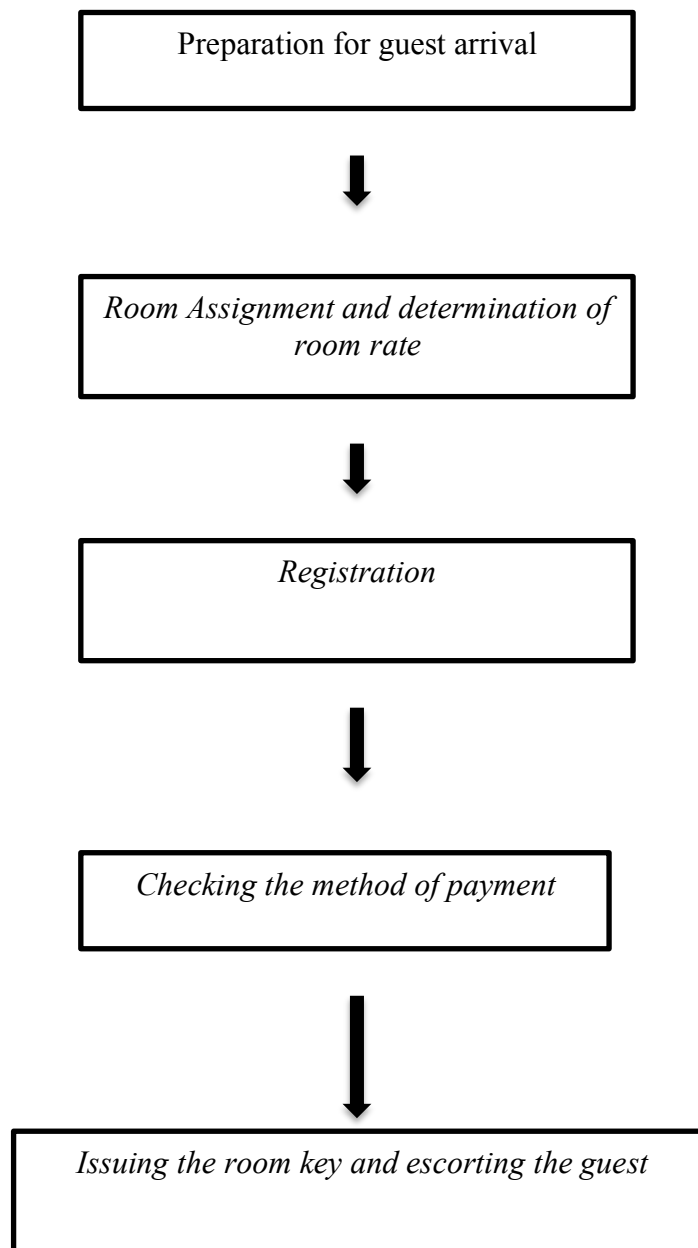 Preparation for guest arrival
Room Assignment and determination of
room rate
Registration
Checking the method of payment
Issuing the room key and escorting the guest